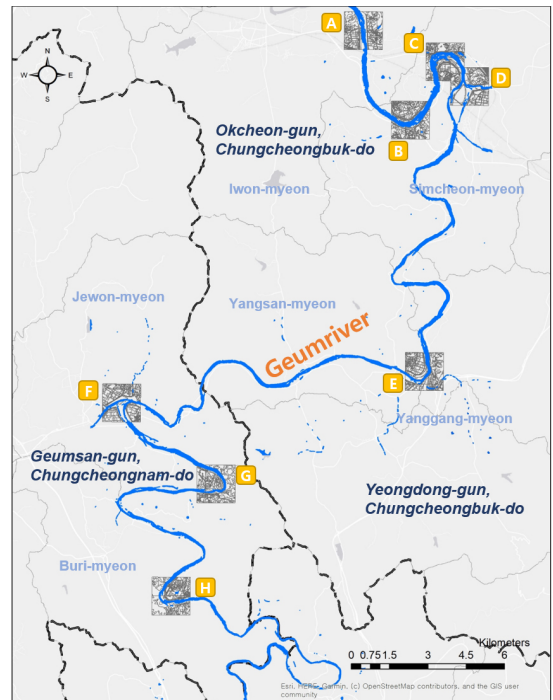 A
C
D
B
N
W E
S
Okcheon-gun,
Chungcheongbuk-do
Iwon-myeon
Simcheon-myeon
Jewon-myeon
Yangsan-myeon
Geumriver
E
F
Yanggang-myeon
Geumsan-gun,
Chungcheongnam-do
G
Yeongdong-gun,
Chungcheongbuk-do
Buri-myeon
H
Kilometers
0 0.75 1.5 3 4.5 6
Esri, HERE, Garmin, (c) OpenStreetMap contributors, and the GIS user
community